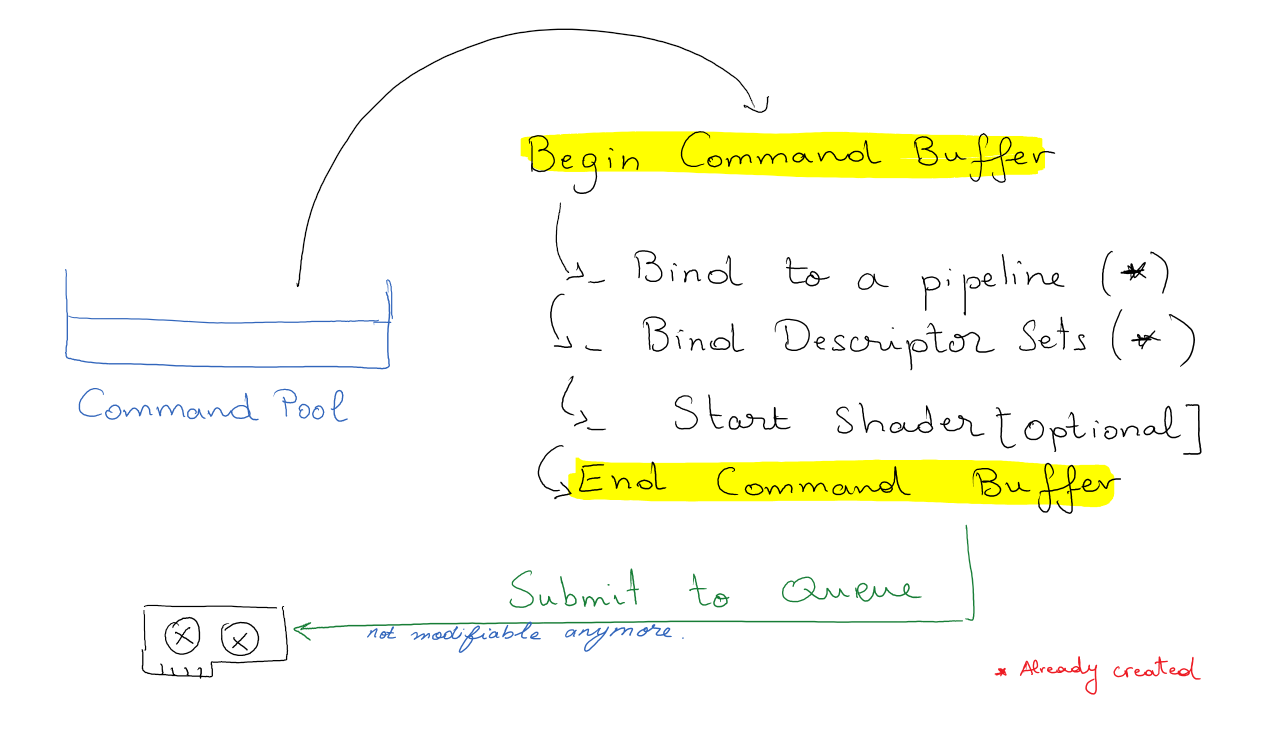 Begin Command Buffer
- Bind to a pipeline (*)
- Bind Descriptor Sets (*)
Command Pool
- Start Shader [optional]
End Command Buffer
Submit to Queue
not modifiable anymore.
* Already created